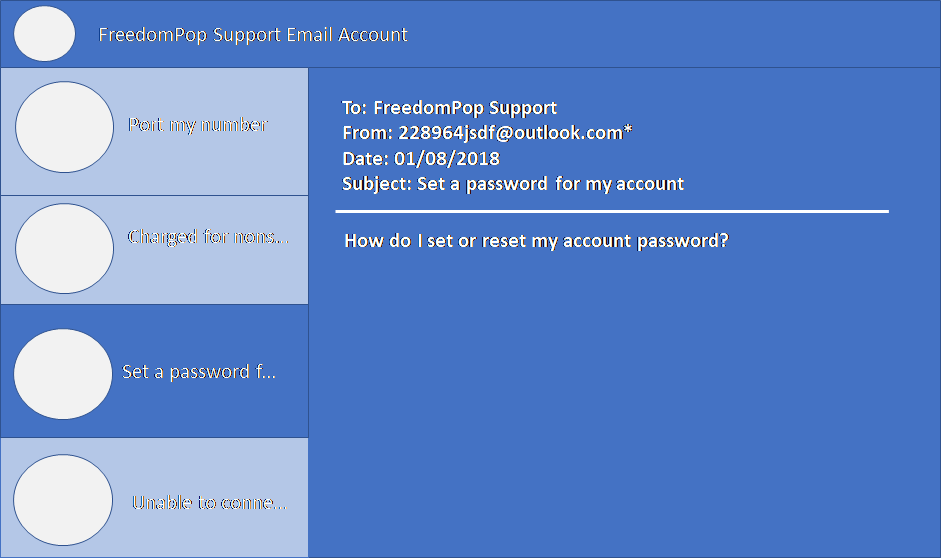 FreedomPop Support Email Account
Port my number
Charged for nons...
Set a password f...
Unable to conne...
To: FreedomPop Support
From: 228964jsdf@outlook.com*
Date: 01/08/2018
Subject: Set a password for my account
How do I set or reset my account password?